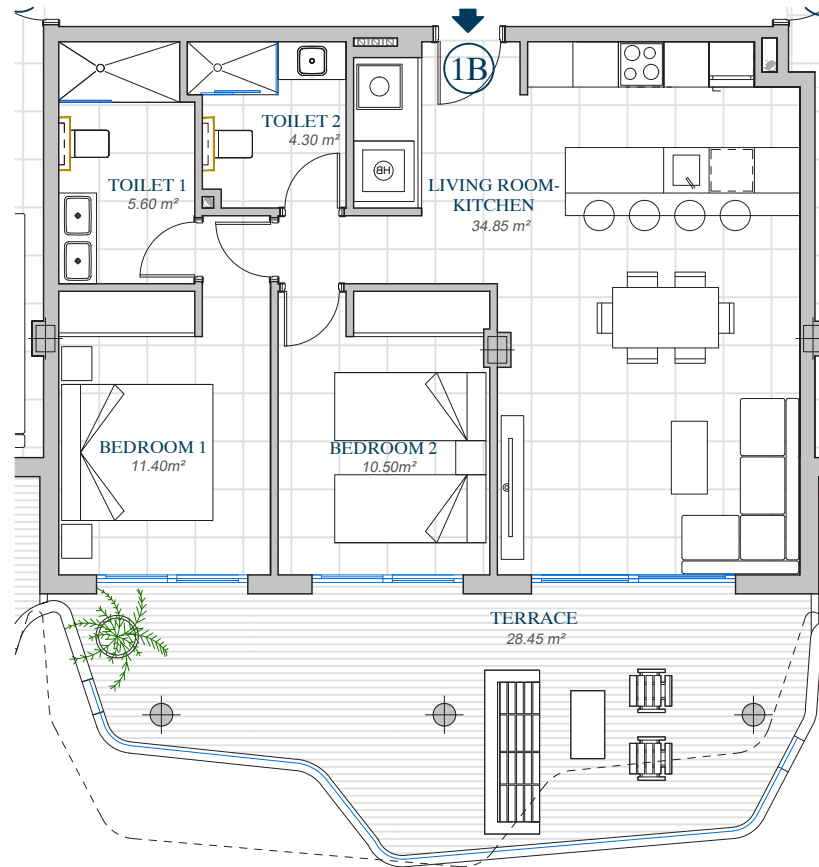 1B
TOILET 2
4.30 m²
TOILET 1
5.60 m²
HB
LIVING ROOM-
KITCHEN
34.85 m²
BEDROOM 1
11.40m²
BEDROOM 2
10.50m²
TERRACE
28.45 m²